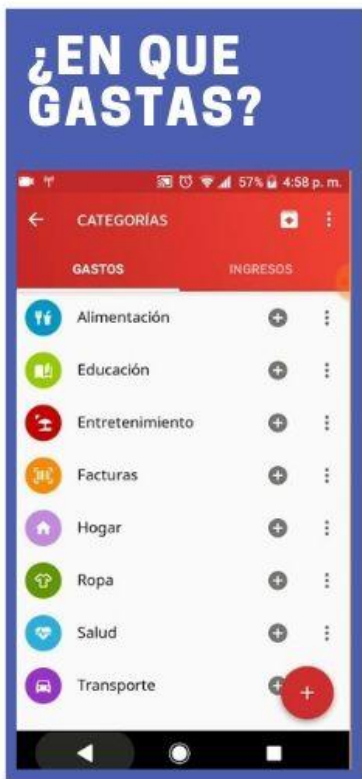 ¿EN QUE
GASTAS?
57% 4:58 p. m.
CATEGORÍAS
GASTOS INGRESOS
Alimentación
Educación
Entretenimiento
Facturas
Hogar
Ropa
Salud
Transporte